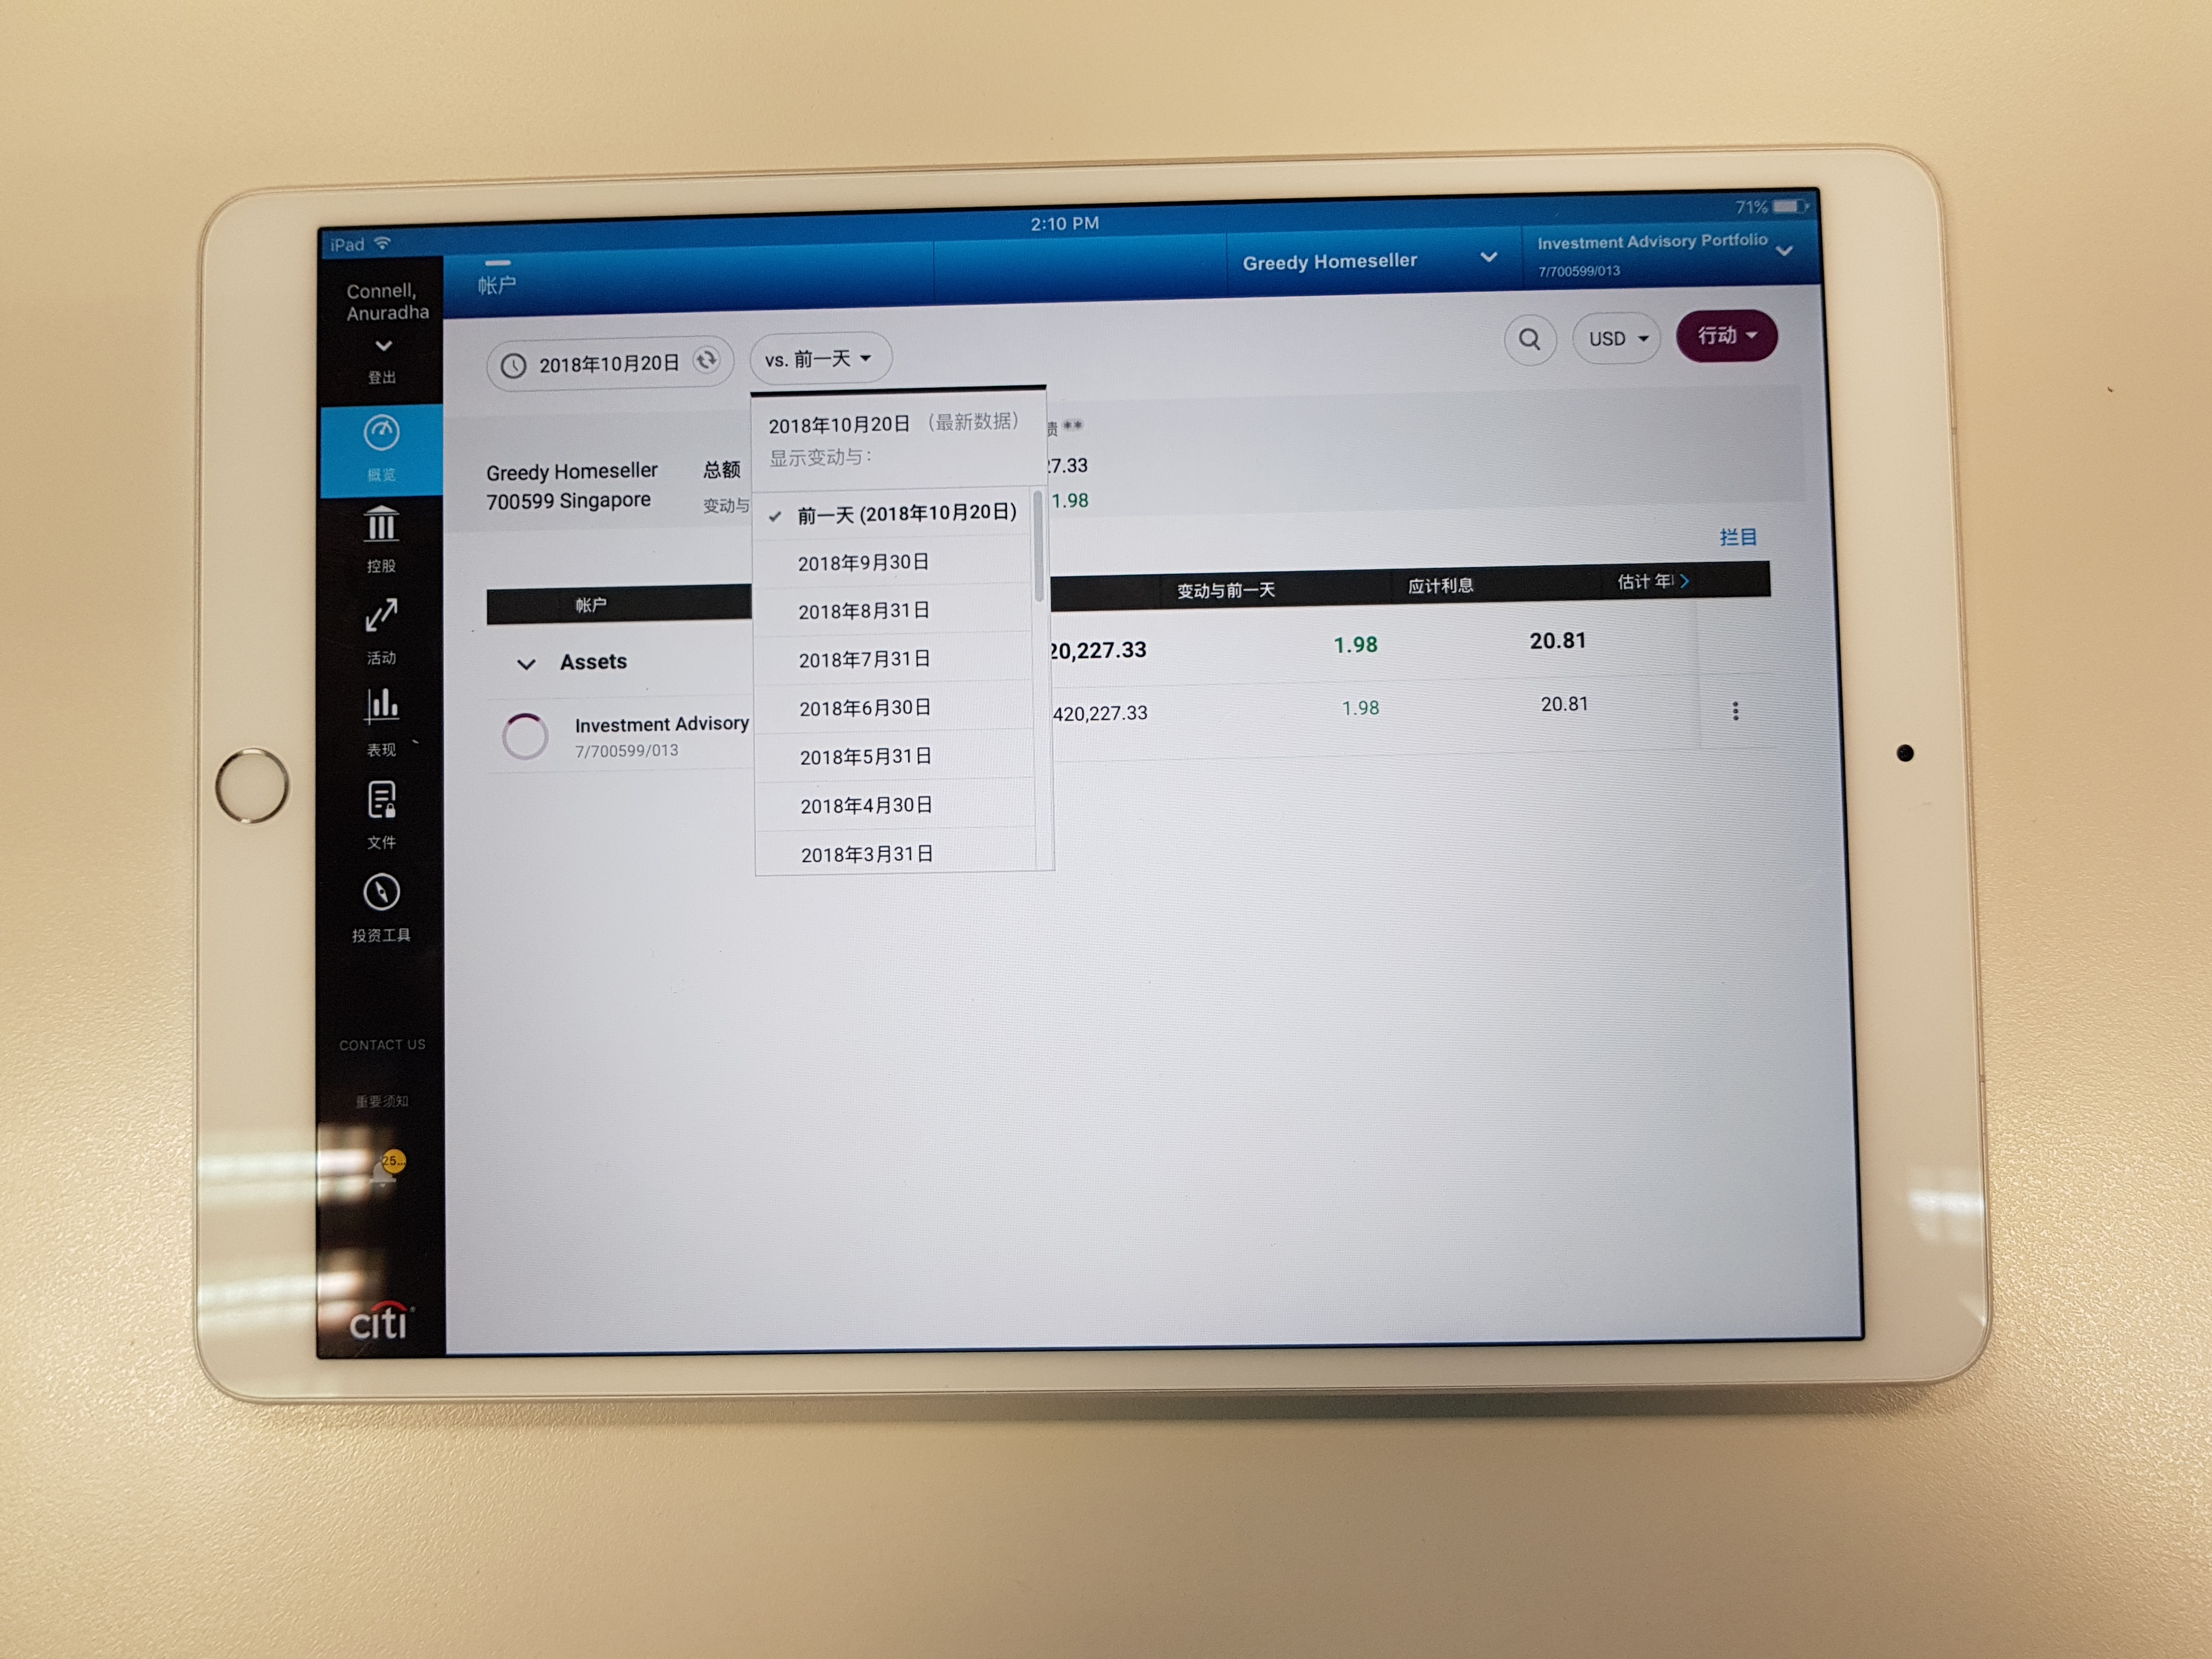 iPad
2:10 PM
71%
Connell,
Anuradha
登出
概览
控股
活动
表现
文件
投资工具
CONTACT US
重要须知
25...
citi
帐户
Greedy Homeseller
Investment Advisory Portfolio
7/700599/013
2018年10月20日
vs. 前一天
USD
行动
Greedy Homeseller
700599 Singapore
总额
变动与
责 **
7.33
1.98
2018年10月20日 (最新数据)
显示变动与:
✓ 前一天 (2018年10月20日)
2018年9月30日
2018年8月31日
2018年7月31日
2018年6月30日
2018年5月31日
2018年4月30日
2018年3月31日
拦目
帐户
变动与前一天
应计利息
估计 年
Assets
20,227.33
1.98
20.81
Investment Advisory
7/700599/013
420,227.33
1.98
20.81